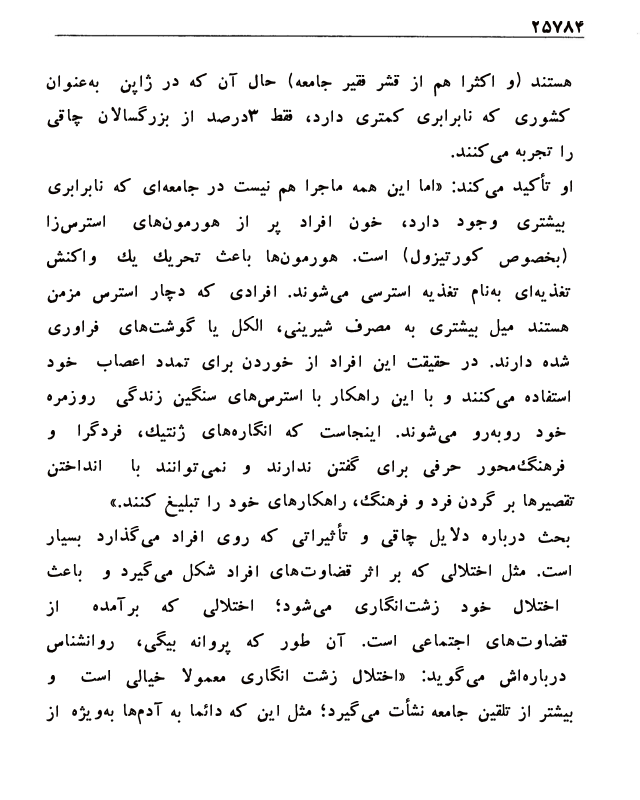 ۲۵۷۸۴
هستند (و اکثرا هم از قشر فقیر جامعه) حال آن که در ژاپن به‌عنوان
کشوری که نابرابری کمتری دارد، فقط ۳درصد از بزرگسالان چاقی
را تجربه می‌کنند.
او تأکید می‌کند: «اما این همه ماجرا هم نیست در جامعه‌ای که نابرابری
بیشتری وجود دارد، خون افراد پر از هورمون‌های استرس‌زا
(بخصوص کورتیزول) است. هورمون‌ها باعث تحریك یك واکنش
تغذیه‌ای به‌نام تغذیه استرسی می‌شوند. افرادی که دچار استرس مزمن
هستند میل بیشتری به مصرف شیرینی، الکل یا گوشت‌های فراوری
شده دارند. در حقیقت این افراد از خوردن برای تمدد اعصاب خود
استفاده می‌کنند و با این راهکار با استرس‌های سنگین زندگی روزمره
خود روبه‌رو می‌شوند. اینجاست که انگاره‌های ژنتیك، فردگرا و
فرهنگ‌محور حرفی برای گفتن ندارند و نمی‌توانند با انداختن
تقصیرها بر گردن فرد و فرهنگ، راهکارهای خود را تبلیغ کنند.»
بحث درباره دلایل چاقی و تأثیراتی که روی افراد می‌گذارد بسیار
است. مثل اختلالی که بر اثر قضاوت‌های افراد شکل می‌گیرد و باعث
اختلال خود زشت‌انگاری می‌شود؛ اختلالی که برآمده از
قضاوت‌های اجتماعی است. آن طور که پروانه بیگی، روانشناس
درباره‌اش می‌گوید: «اختلال زشت انگاری معمولا خیالی است و
بیشتر از تلقین جامعه نشأت می‌گیرد؛ مثل این که دائما به آدم‌ها به‌ویژه از